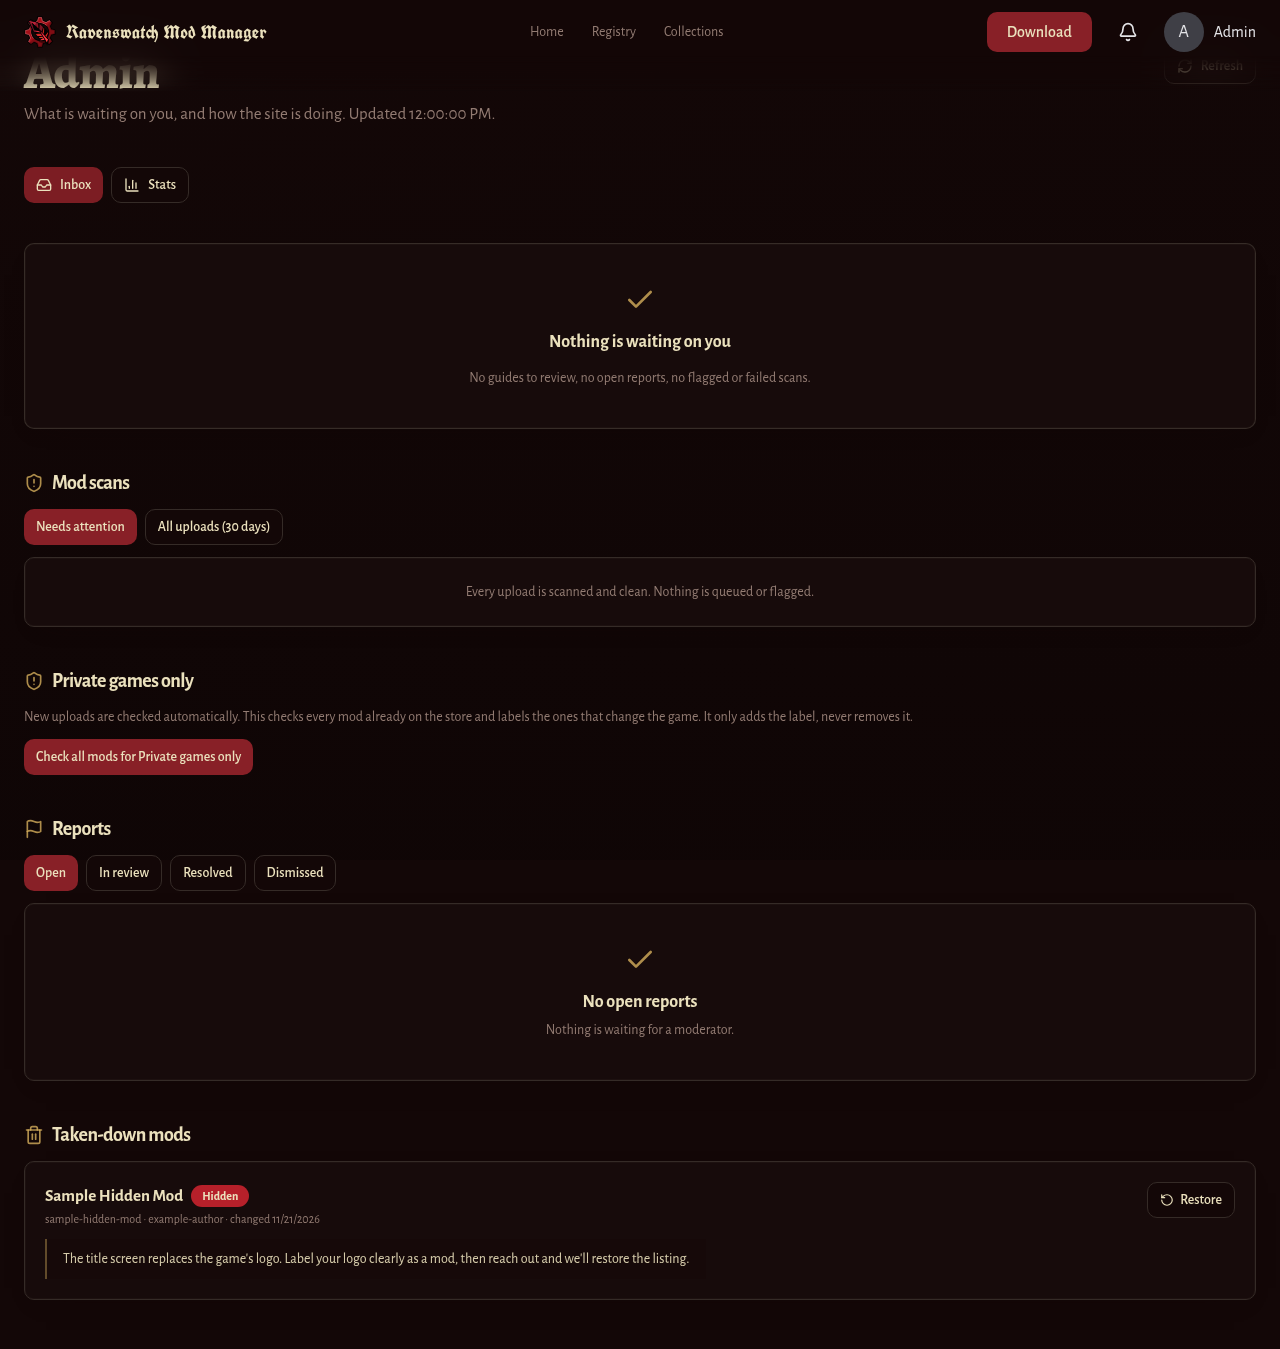 Ravenswatch Mod Manager
Home
Registry
Collections
Download
A
Admin
Admin
Refresh
What is waiting on you, and how the site is doing. Updated 12:00:00 PM.
Inbox
Stats
Nothing is waiting on you
No guides to review, no open reports, no flagged or failed scans.
Mod scans
Needs attention
All uploads (30 days)
Every upload is scanned and clean. Nothing is queued or flagged.
Private games only
New uploads are checked automatically. This checks every mod already on the store and labels the ones that change the game. It only adds the label, never removes it.
Check all mods for Private games only
Reports
Open
In review
Resolved
Dismissed
No open reports
Nothing is waiting for a moderator.
Taken-down mods
Sample Hidden Mod
Hidden
Restore
sample-hidden-mod · example-author · changed 11/21/2026
The title screen replaces the game's logo. Label your logo clearly as a mod, then reach out and we'll restore the listing.